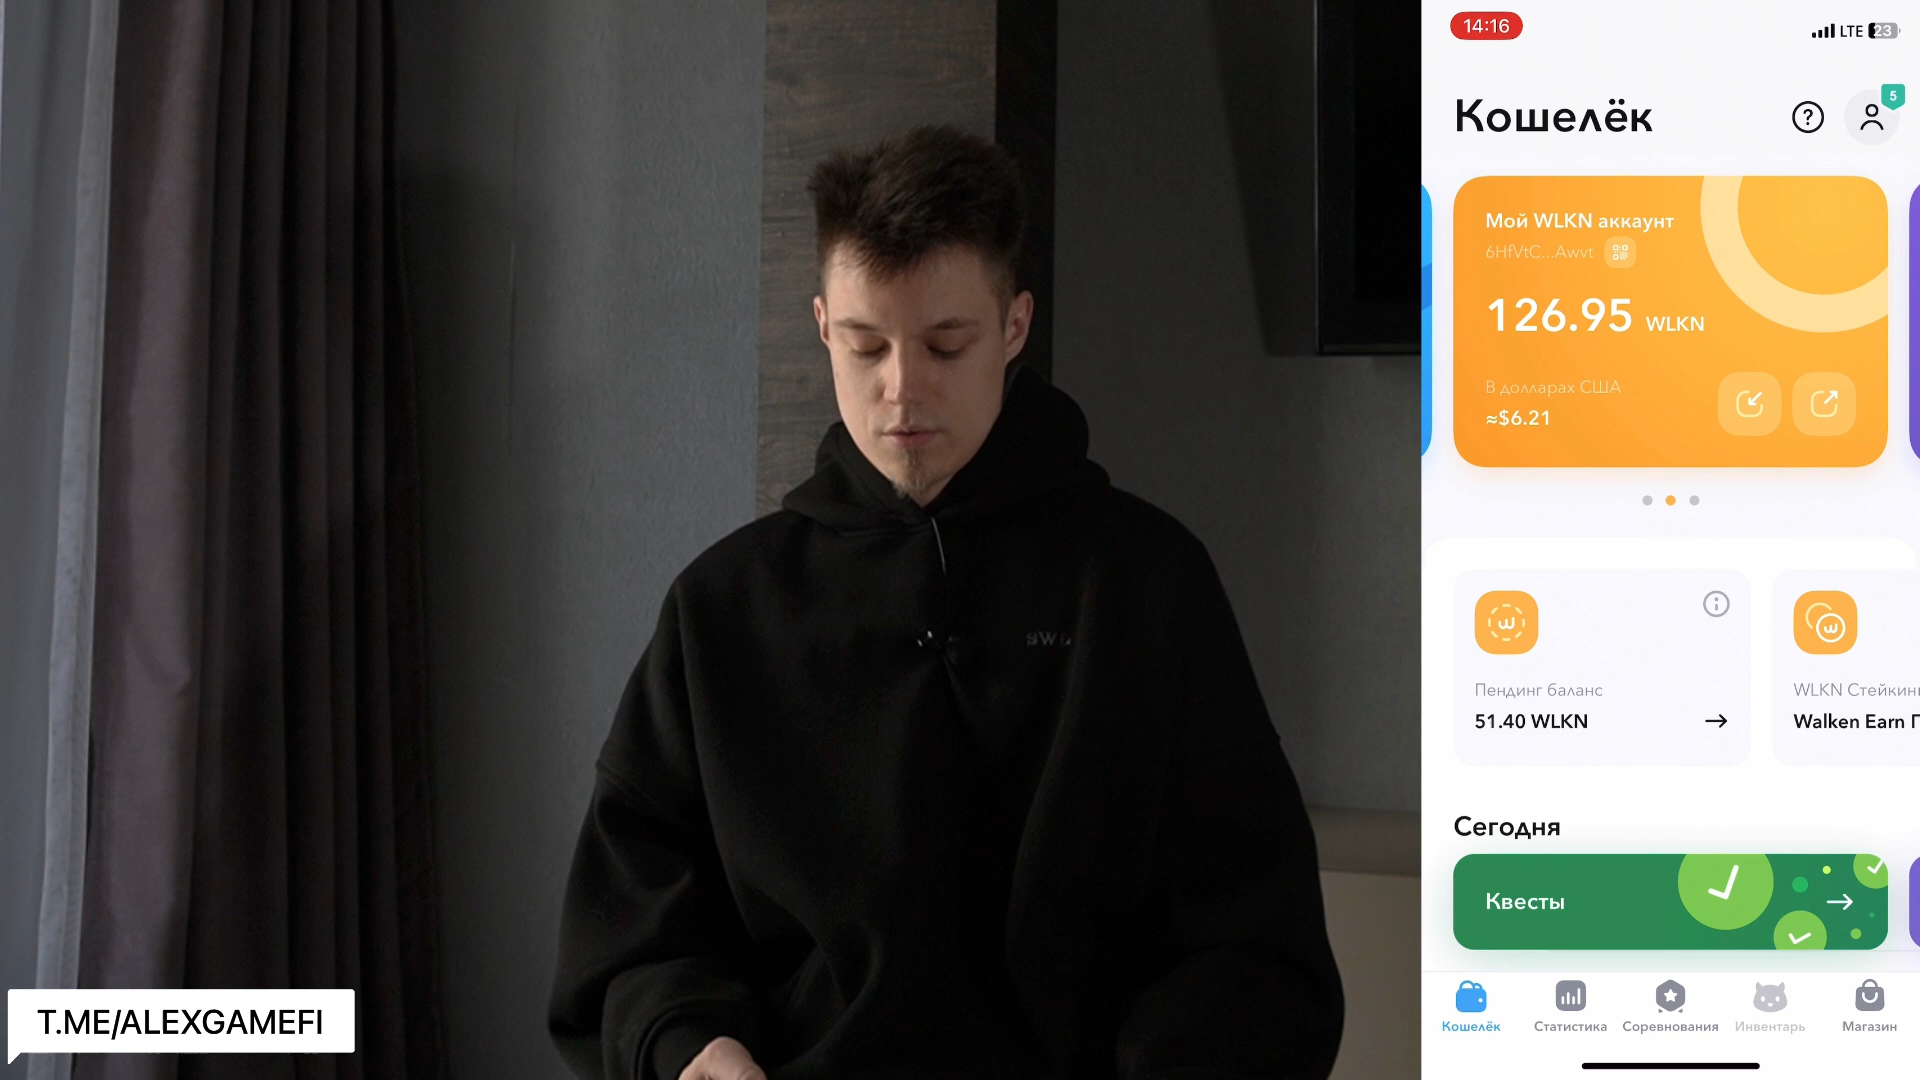 T.ME/ALEXGAMEFI
14:16
LTE 23
Кошелёк
5
Мой WLKN аккаунт
6HfVtC...Awvt
126.95 WLKN
В долларах США
≈$6.21
Пендинг баланс
51.40 WLKN
WLKN Стейкинг
Walken Earn П
Сегодня
Квесты
Кошелёк
Статистика
Соревнования
Инвентарь
Магазин